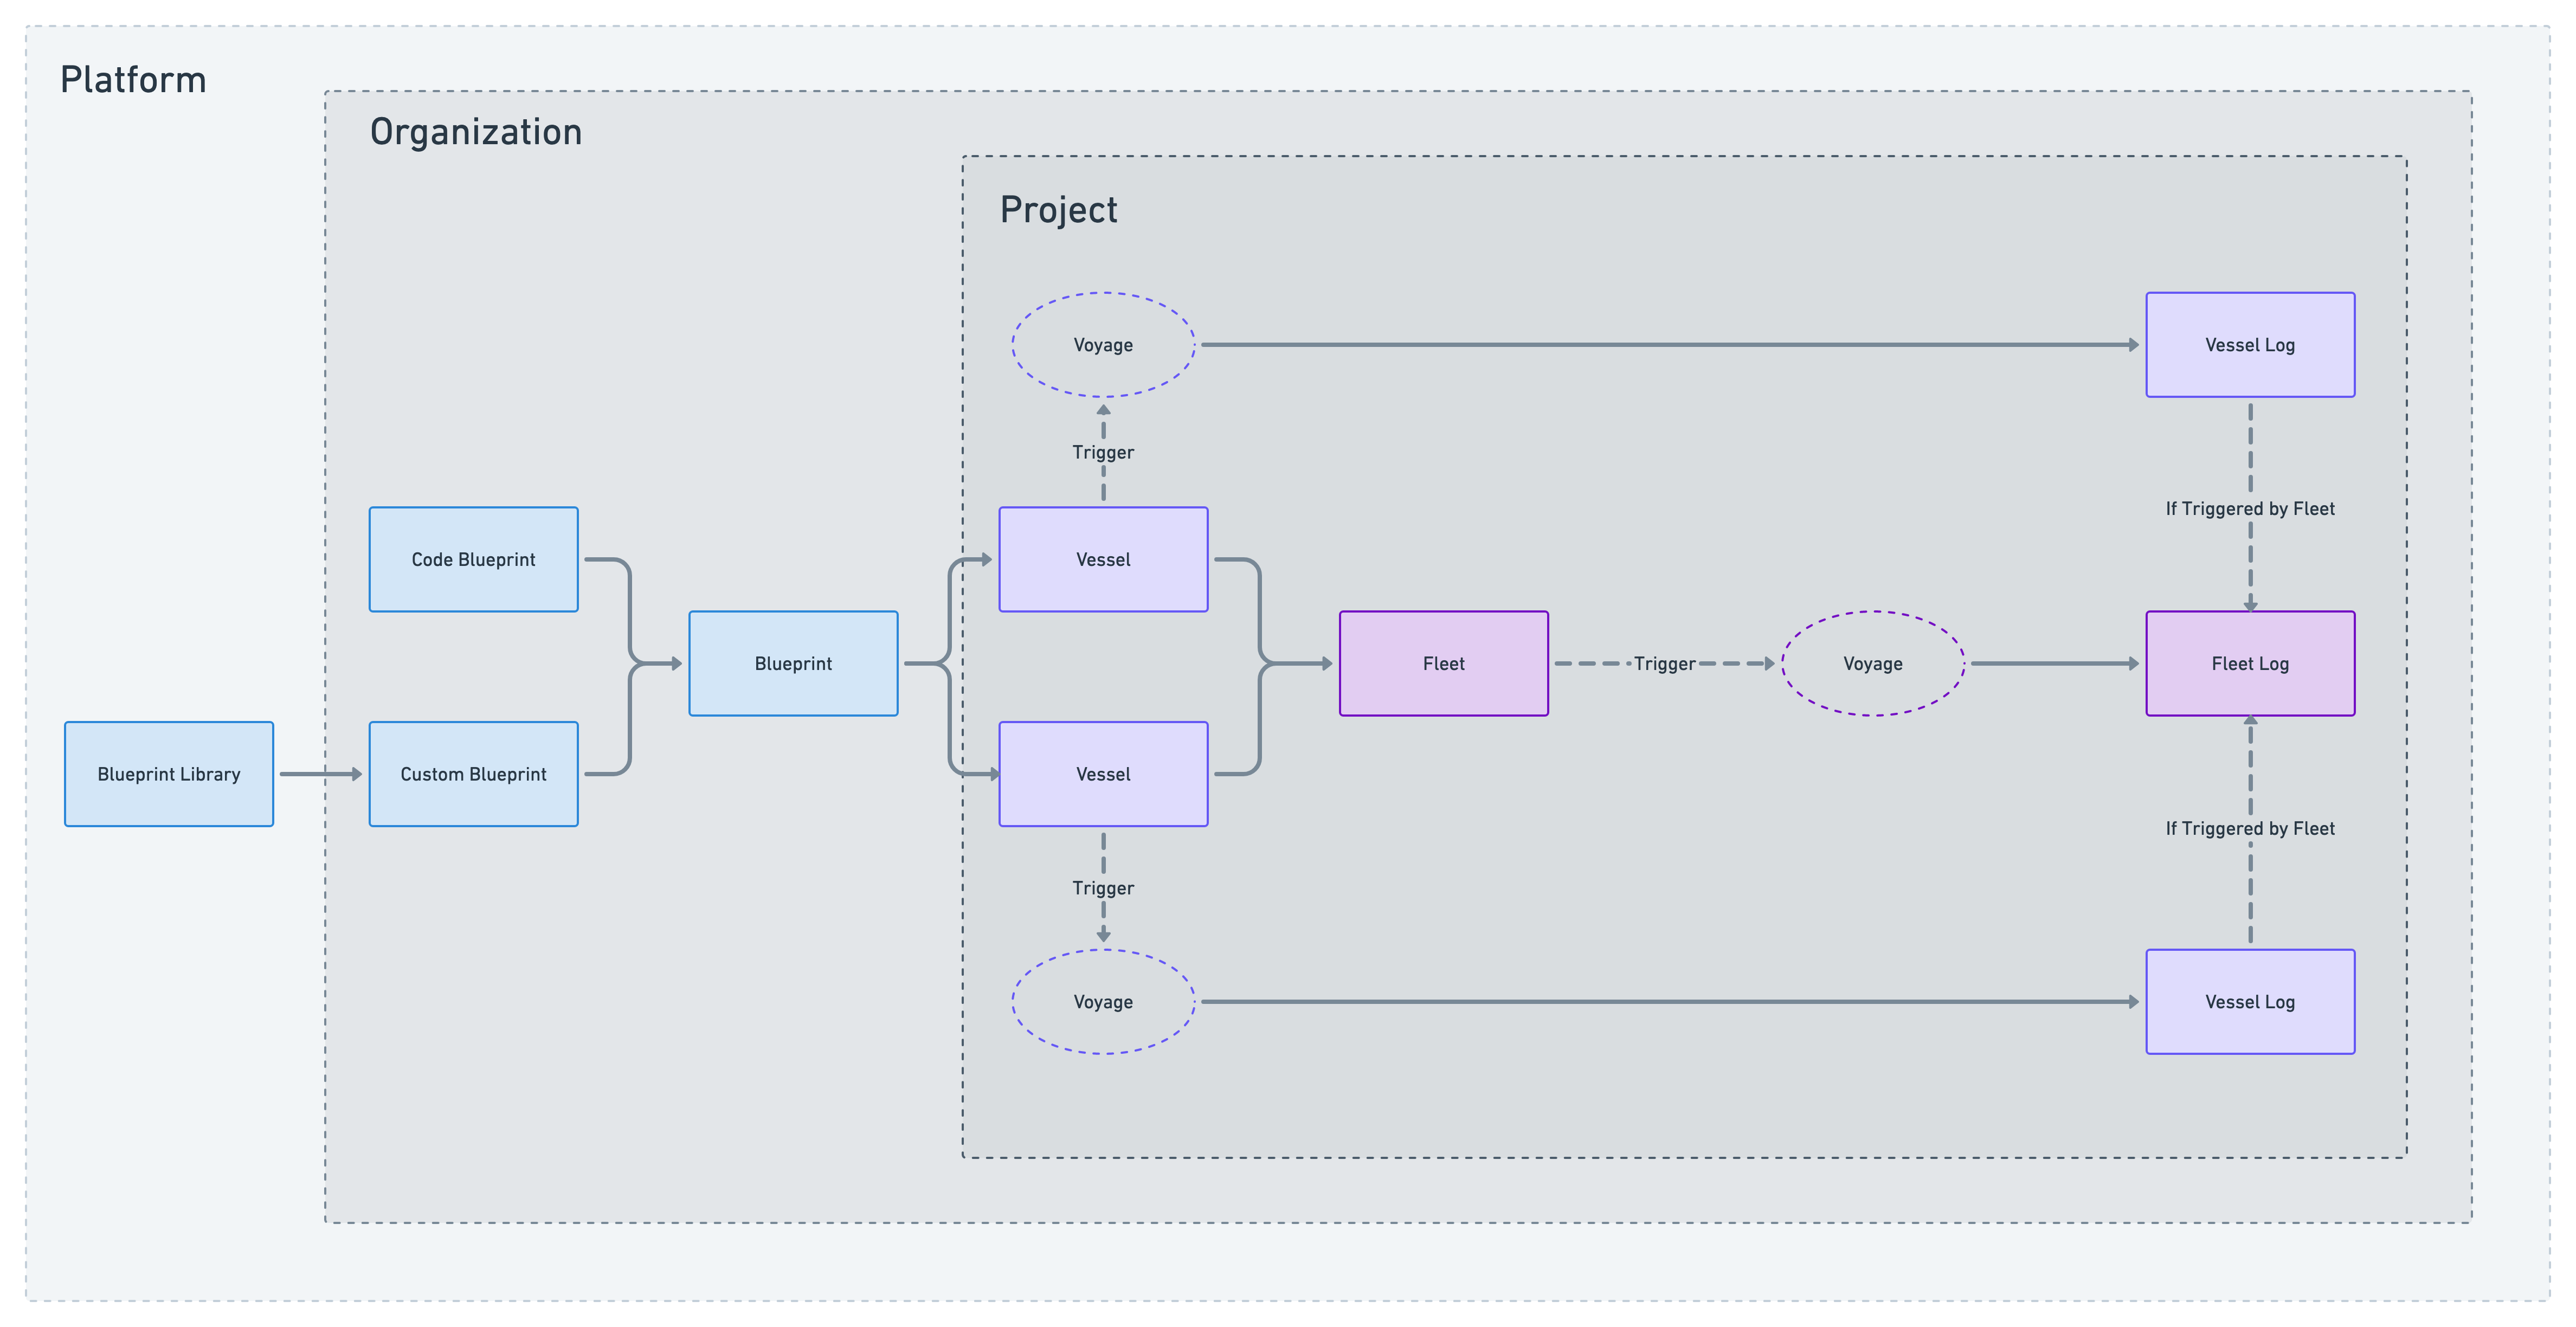 Platform
Organization
Project
Voyage
Vessel Log
Trigger
If Triggered by Fleet
Code Blueprint
Vessel
Blueprint
Fleet
Trigger
Voyage
Fleet Log
Blueprint Library
Custom Blueprint
Vessel
If Triggered by Fleet
Trigger
Voyage
Vessel Log